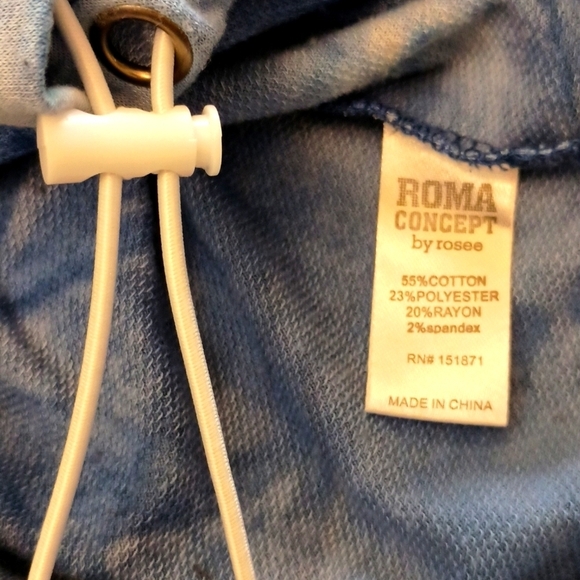 ROMA
CONCEPT
by rosee
55%COTTON
23%POLYESTER
20%RAYON
2%spandex
RN# 151871
MADE IN CHINA